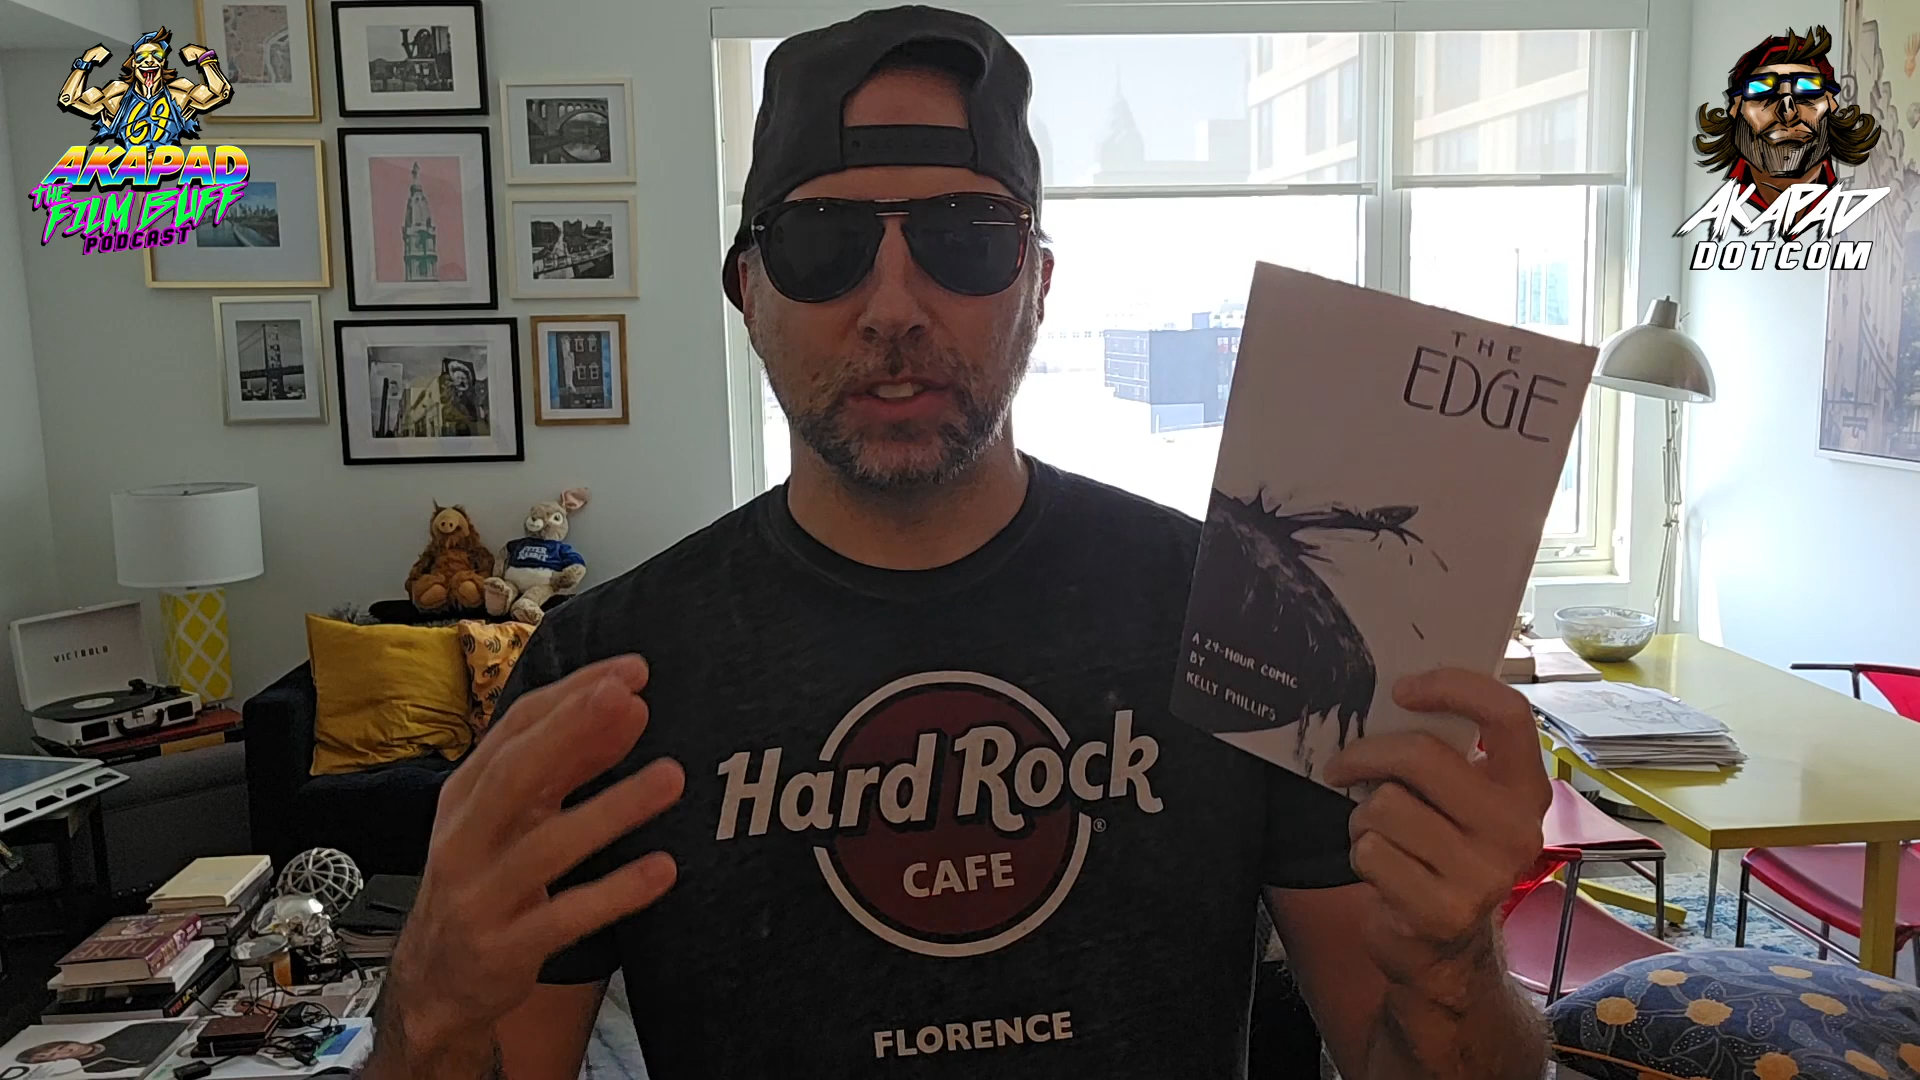 AKAPAD
THE
FILM BUFF
PODCAST
AKAPAD
DOTCOM
THE
EDGE
A 24-HOUR COMIC
BY
KELLY PHILLIPS
Hard Rock
®
CAFE
FLORENCE
VICTROLA